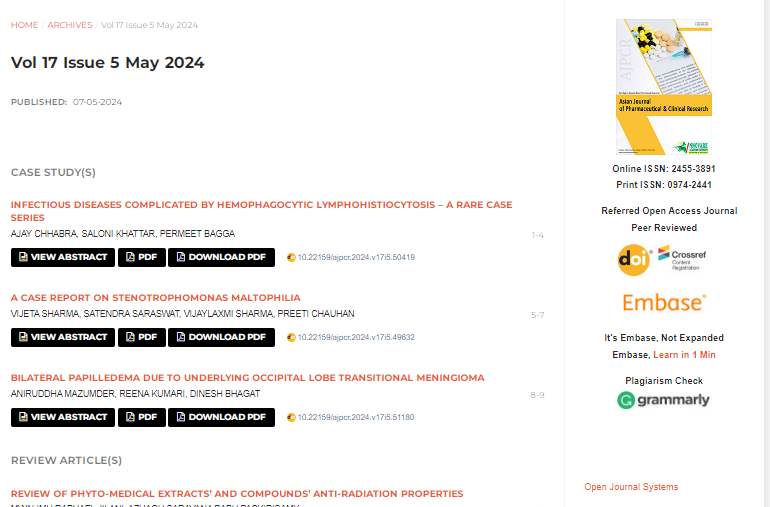 HOME / ARCHIVES / Vol 17 Issue 5 May 2024
Vol 17 Issue 5 May 2024
PUBLISHED: 07-05-2024
CASE STUDY(S)
INFECTIOUS DISEASES COMPLICATED BY HEMOPHAGOCYTIC LYMPHOHISTIOCYTOSIS – A RARE CASE
SERIES
AJAY CHHABRA, SALONI KHATTAR, PERMEET BAGGA
1-4
VIEW ABSTRACT PDF DOWNLOAD PDF 10.22159/ajpcr.2024.v17i5.50419
A CASE REPORT ON STENOTROPHOMONAS MALTOPHILIA
VIJETA SHARMA, SATENDRA SARASWAT, VIJAYLAXMI SHARMA, PREETI CHAUHAN
5-7
VIEW ABSTRACT PDF DOWNLOAD PDF 10.22159/ajpcr.2024.v17i5.49632
BILATERAL PAPILLEDEMA DUE TO UNDERLYING OCCIPITAL LOBE TRANSITIONAL MENINGIOMA
ANIRUDDHA MAZUMDER, REENA KUMARI, DINESH BHAGAT
8-9
VIEW ABSTRACT PDF DOWNLOAD PDF 10.22159/ajpcr.2024.v17i5.51180
REVIEW ARTICLE(S)
REVIEW OF PHYTO-MEDICAL EXTRACTS' AND COMPOUNDS' ANTI-RADIATION PROPERTIES
AJPCR
Asian Journal
of Pharmaceutical & Clinical Research
Online ISSN: 2455-3891
Print ISSN: 0974-2441
Referred Open Access Journal
Peer Reviewed
doi
Crossref
Content
Registration
Embase®
It's Embase, Not Expanded
Embase, Learn in 1 Min
Plagiarism Check
grammarly
Open Journal Systems